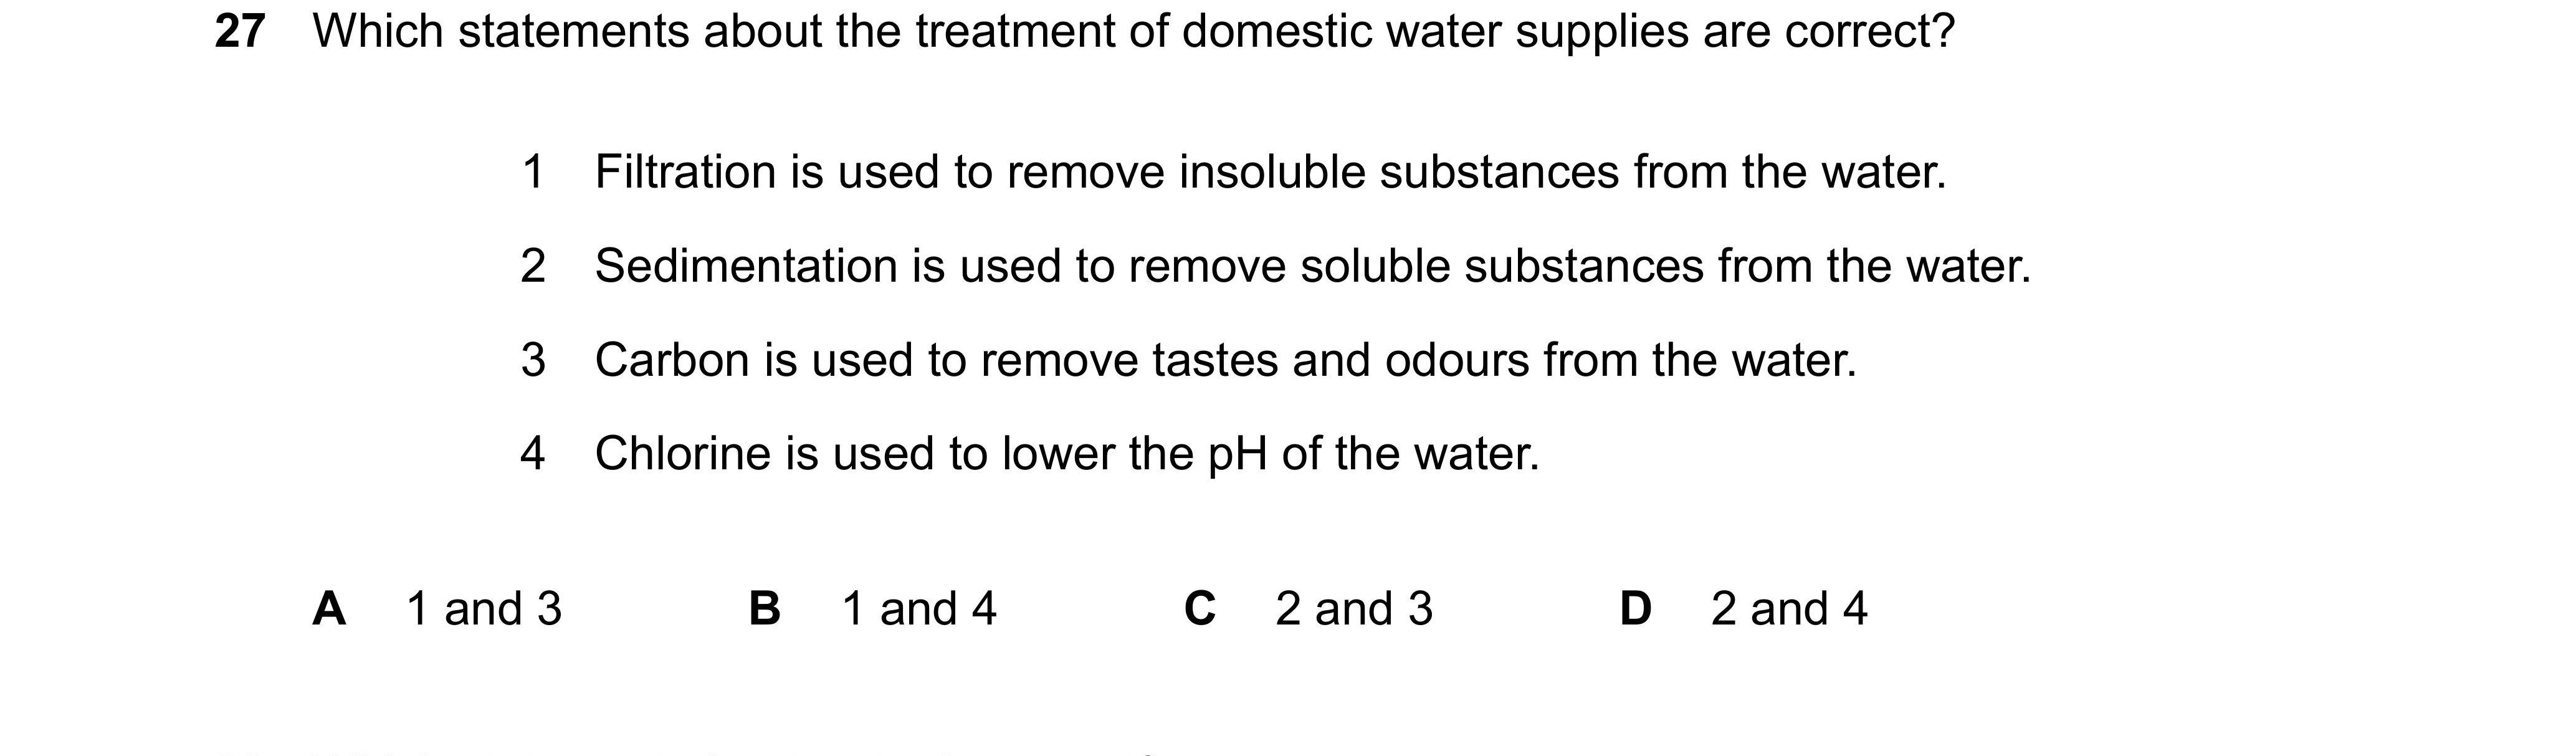 27 Which statements about the treatment of domestic water supplies are correct?
1 Filtration is used to remove insoluble substances from the water.
2 Sedimentation is used to remove soluble substances from the water.
3 Carbon is used to remove tastes and odours from the water.
4 Chlorine is used to lower the pH of the water.
A 1 and 3 B 1 and 4 C 2 and 3 D 2 and 4